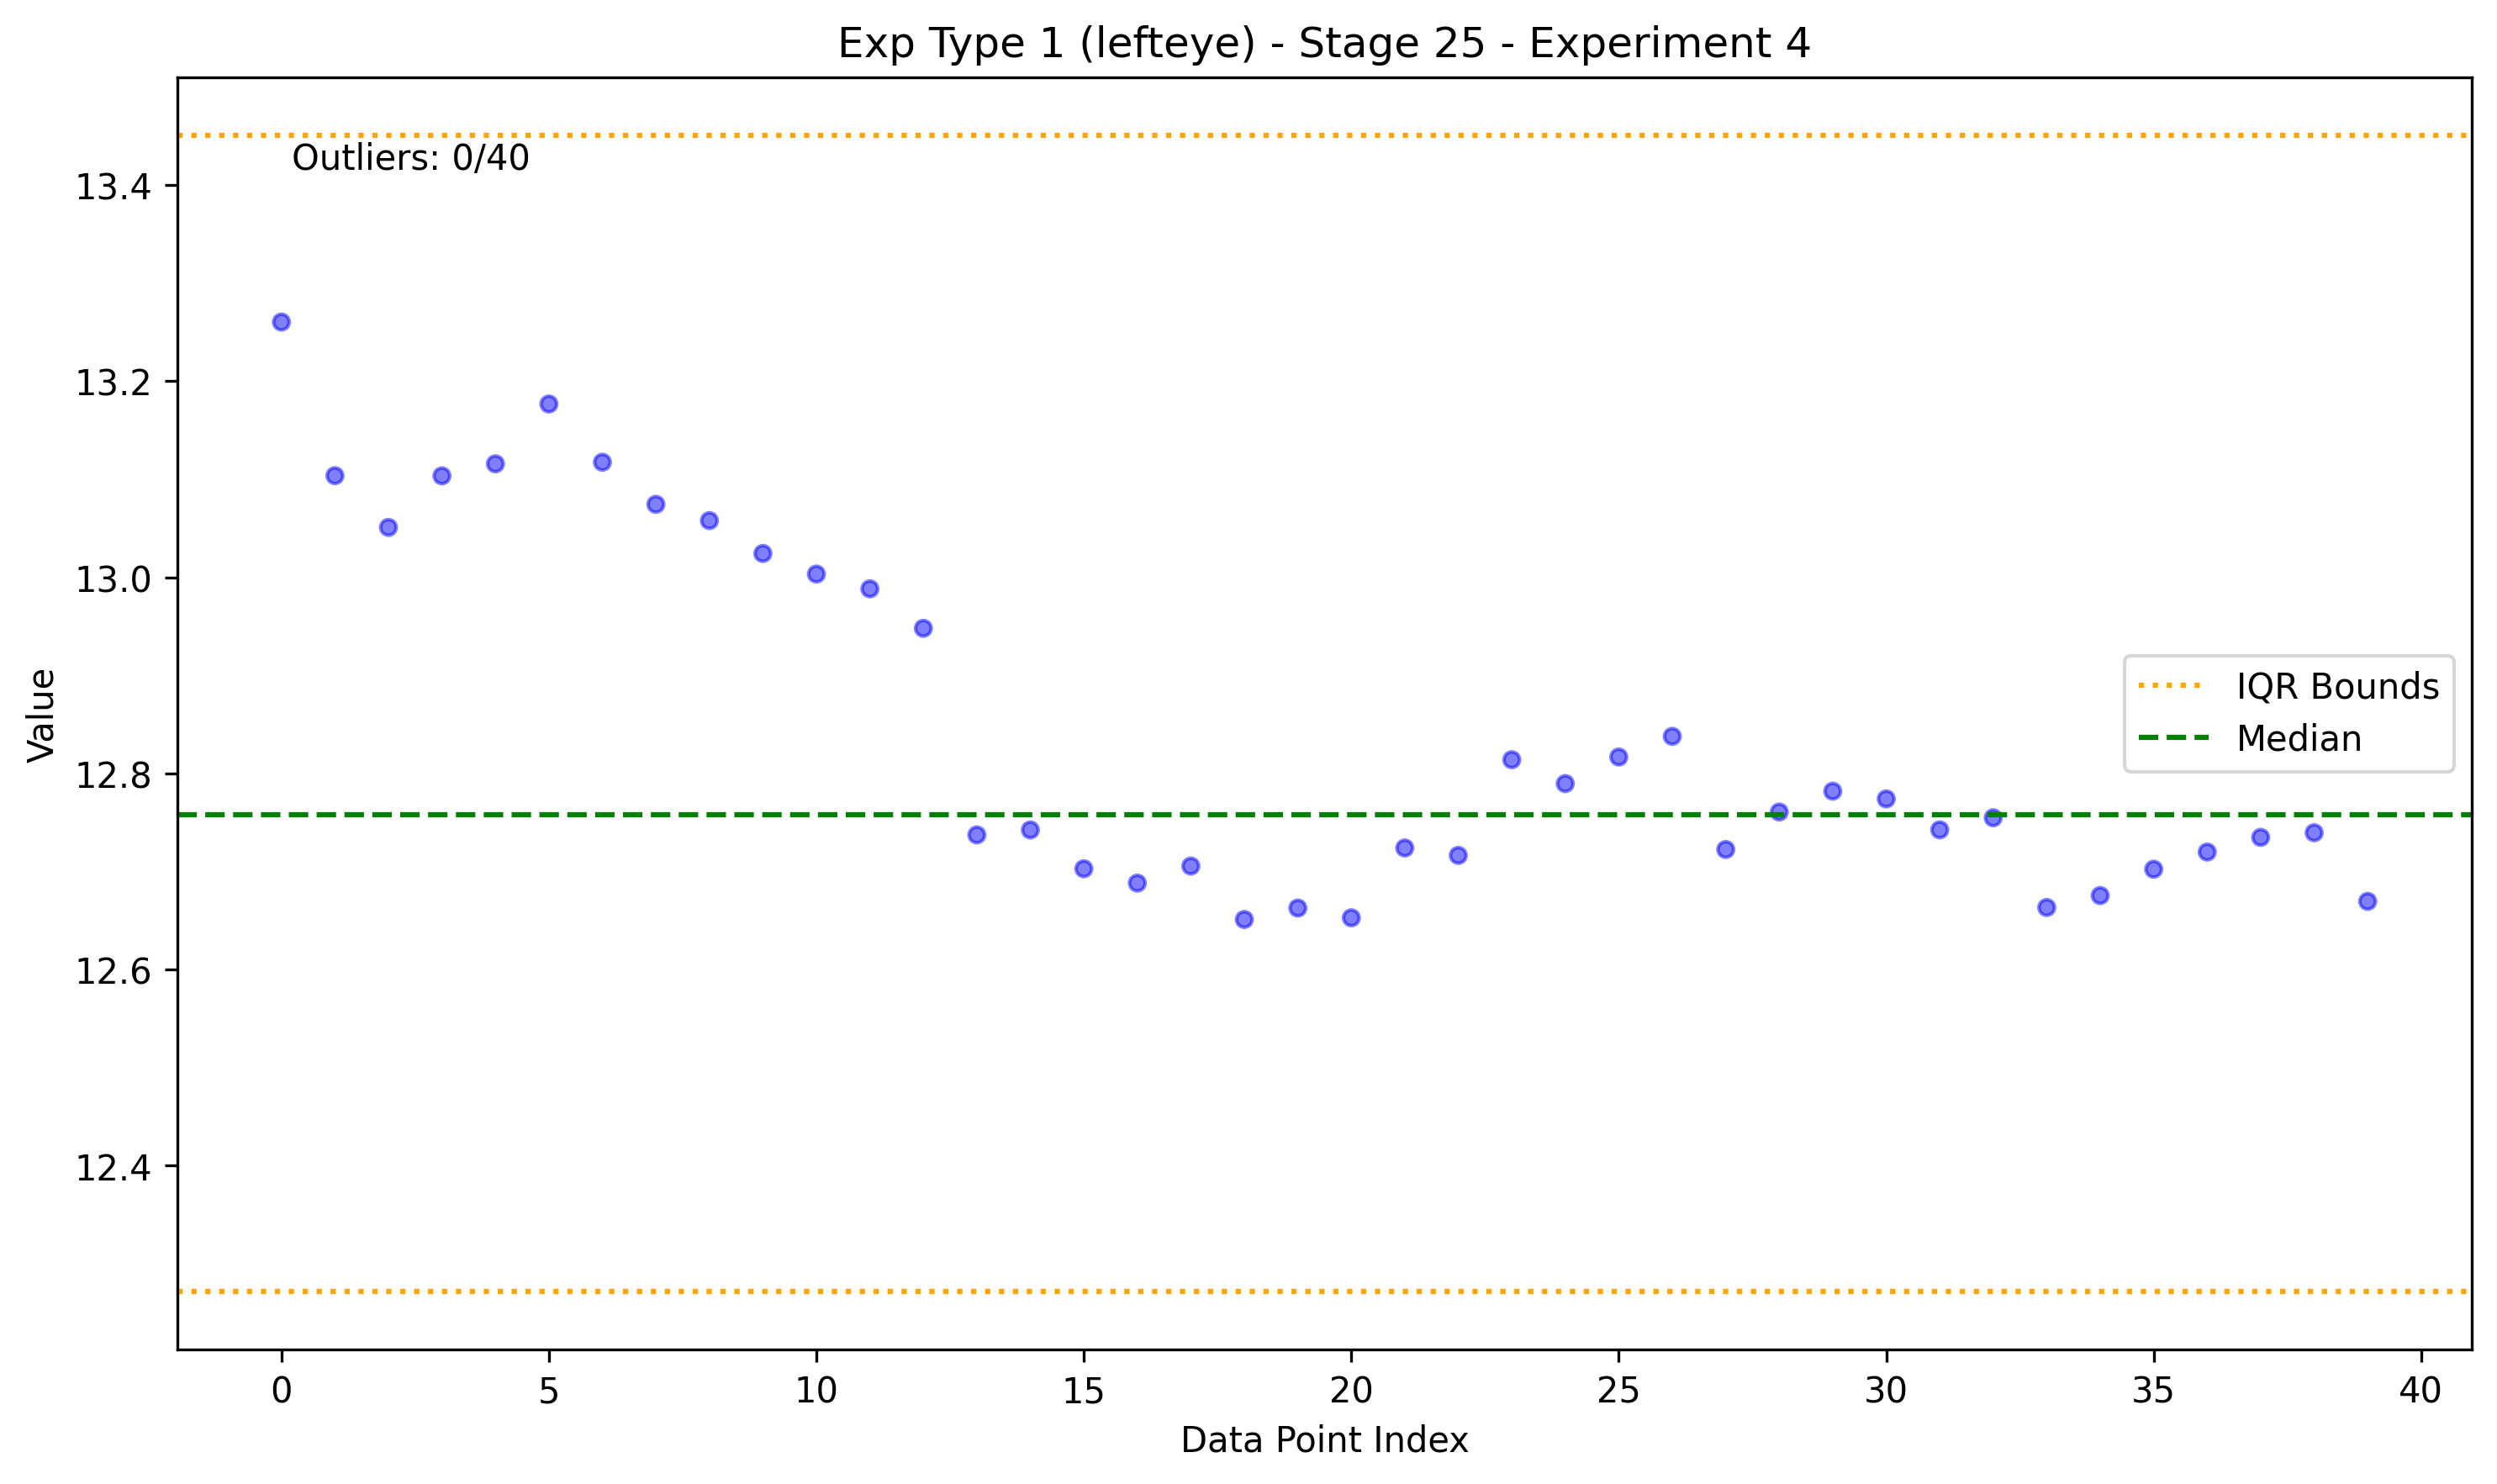 Exp Type 1 (lefteye) - Stage 25 - Experiment 4
Outliers: 0/40
13.4
13.2
13.0
12.8
12.6
12.4
Value
IQR Bounds
Median
0 5 10 15 20 25 30 35 40
Data Point Index